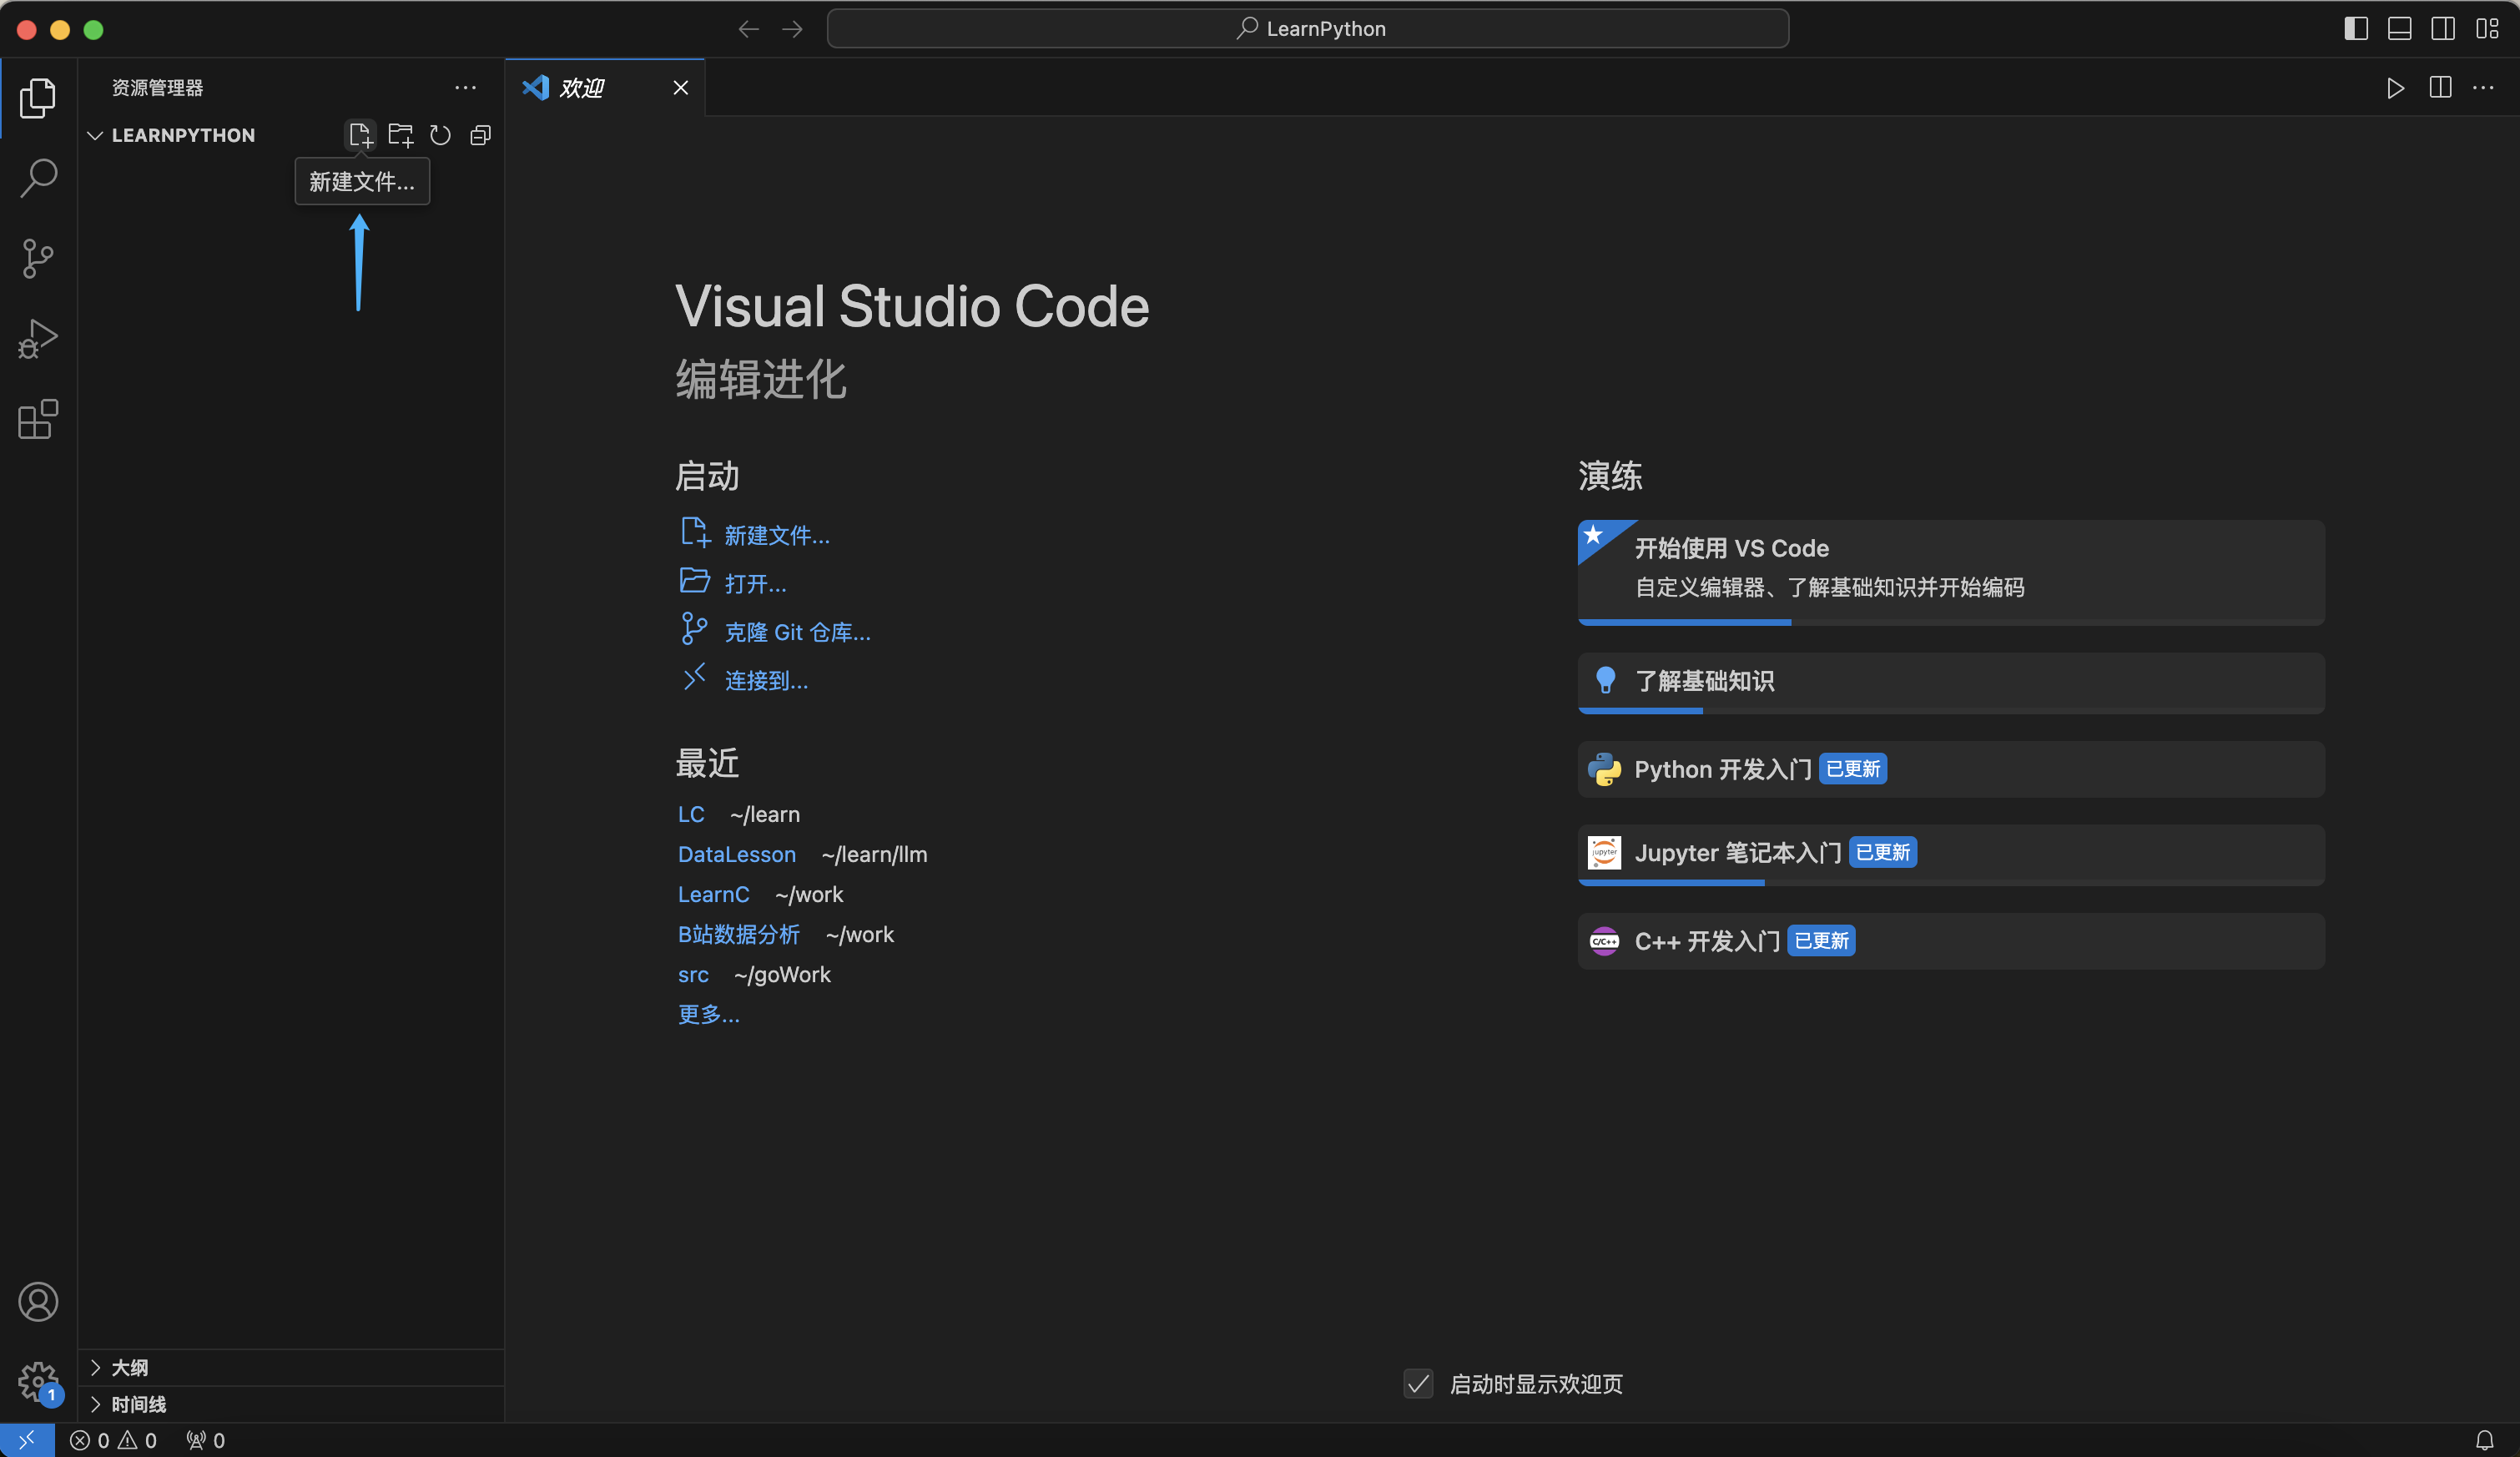 LearnPython
资源管理器
欢迎
LEARNPYTHON
新建文件...
Visual Studio Code
编辑进化
启动
新建文件...
打开...
克隆 Git 仓库...
连接到...
最近
LC ~/learn
DataLesson ~/learn/llm
LearnC ~/work
B站数据分析 ~/work
src ~/goWork
更多...
演练
开始使用 VS Code
自定义编辑器、了解基础知识并开始编码
了解基础知识
Python 开发入门 已更新
jupyter
Jupyter 笔记本入门 已更新
C/C++
C++ 开发入门 已更新
启动时显示欢迎页
大纲
1
时间线
0 0 0